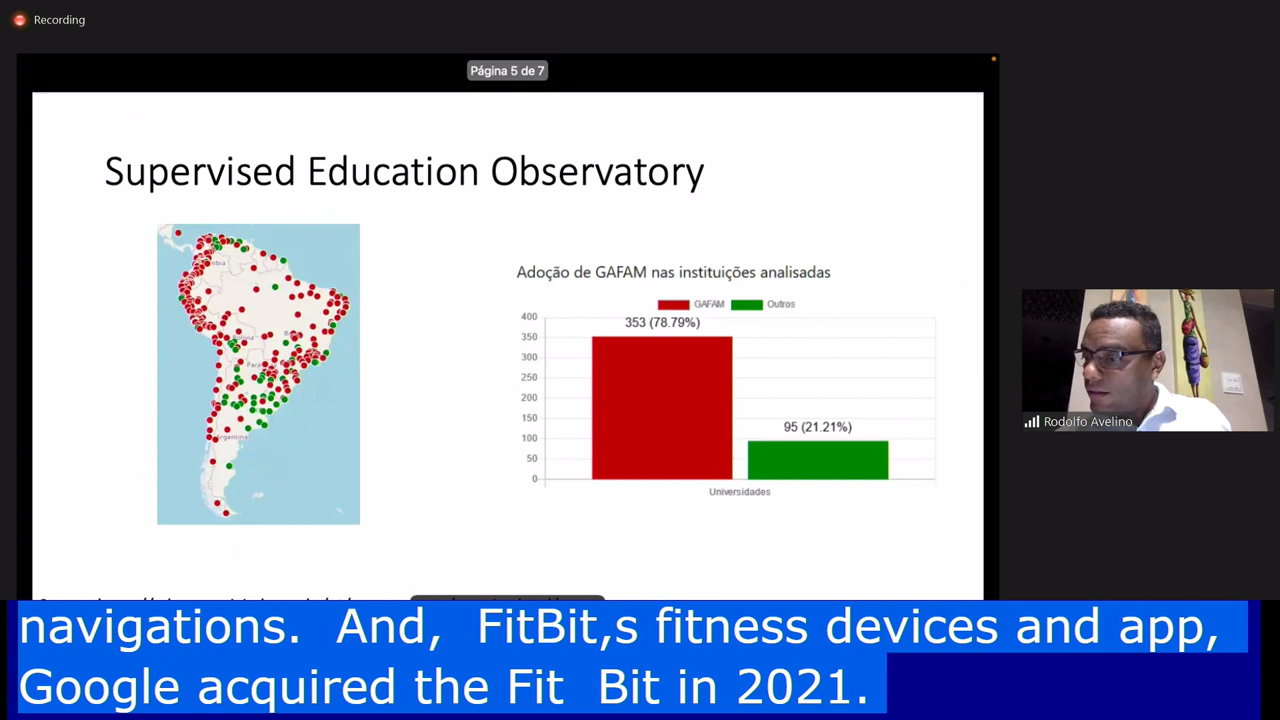 Recording
Página 5 de 7
Supervised Education Observatory
Adoção de GAFAM nas instituições analisadas
GAFAM Outros
400
350
300
250
200
150
100
50
0
353 (78.79%)
95 (21.21%)
Universidades
Argentina
Rodolfo Avelino
navigations.  And,  FitBit,s fitness devices and app,
Google acquired the Fit  Bit in 2021.